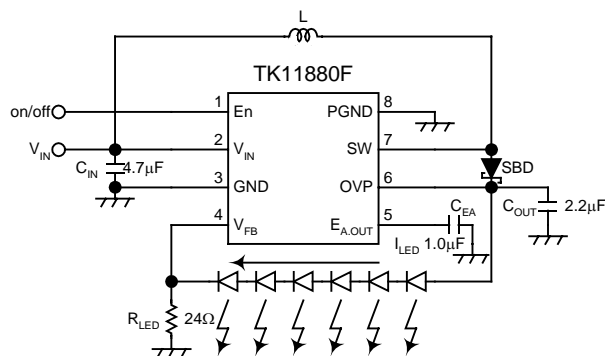 L
TK11880F
on/off
1
En
PGND
8
V_IN
2
V_IN
SW
7
C_IN
4.7μF
SBD
3
GND
OVP
6
C_EA
C_OUT
2.2μF
4
V_FB
E_A.OUT
5
I_LED
1.0μF
R_LED
24Ω